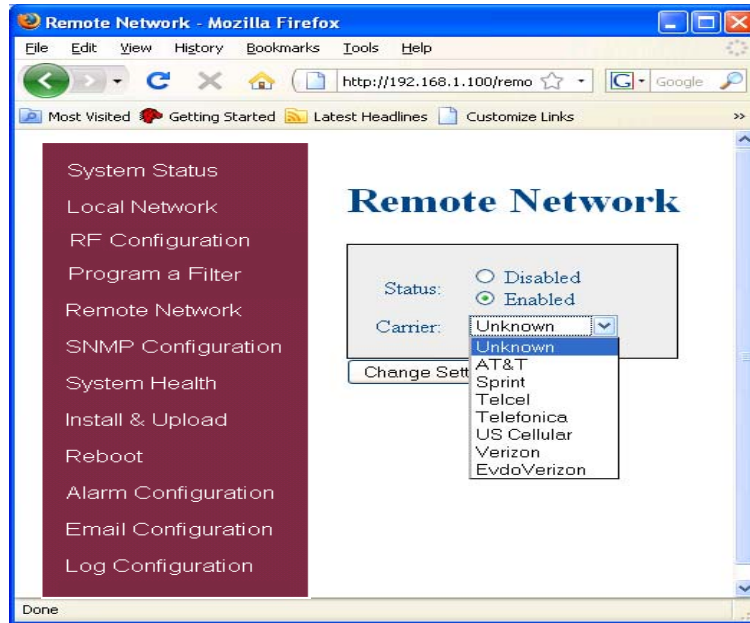 Remote Network - Mozilla Firefox
File Edit View History Bookmarks Tools Help
http://192.168.1.100/remo
G Google
Most Visited Getting Started Latest Headlines Customize Links »
System Status
Local Network
RF Configuration
Program a Filter
Remote Network
SNMP Configuration
System Health
Install & Upload
Reboot
Alarm Configuration
Email Configuration
Log Configuration
Remote Network
Status: Disabled
Enabled
Carrier: Unknown
Unknown
AT&T
Sprint
Telcel
Telefonica
US Cellular
Verizon
EvdoVerizon
Change Sett
Done